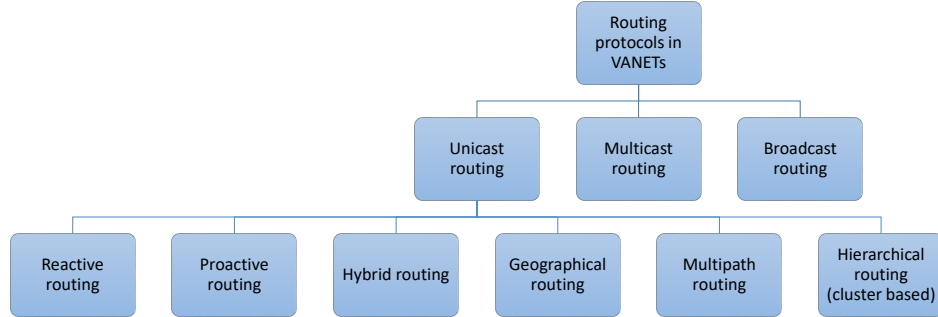 Routing
protocols in
VANETs
Unicast
routing
Multicast
routing
Broadcast
routing
Reactive
routing
Proactive
routing
Hybrid routing
Geographical
routing
Multipath
routing
Hierarchical
routing
(cluster based)